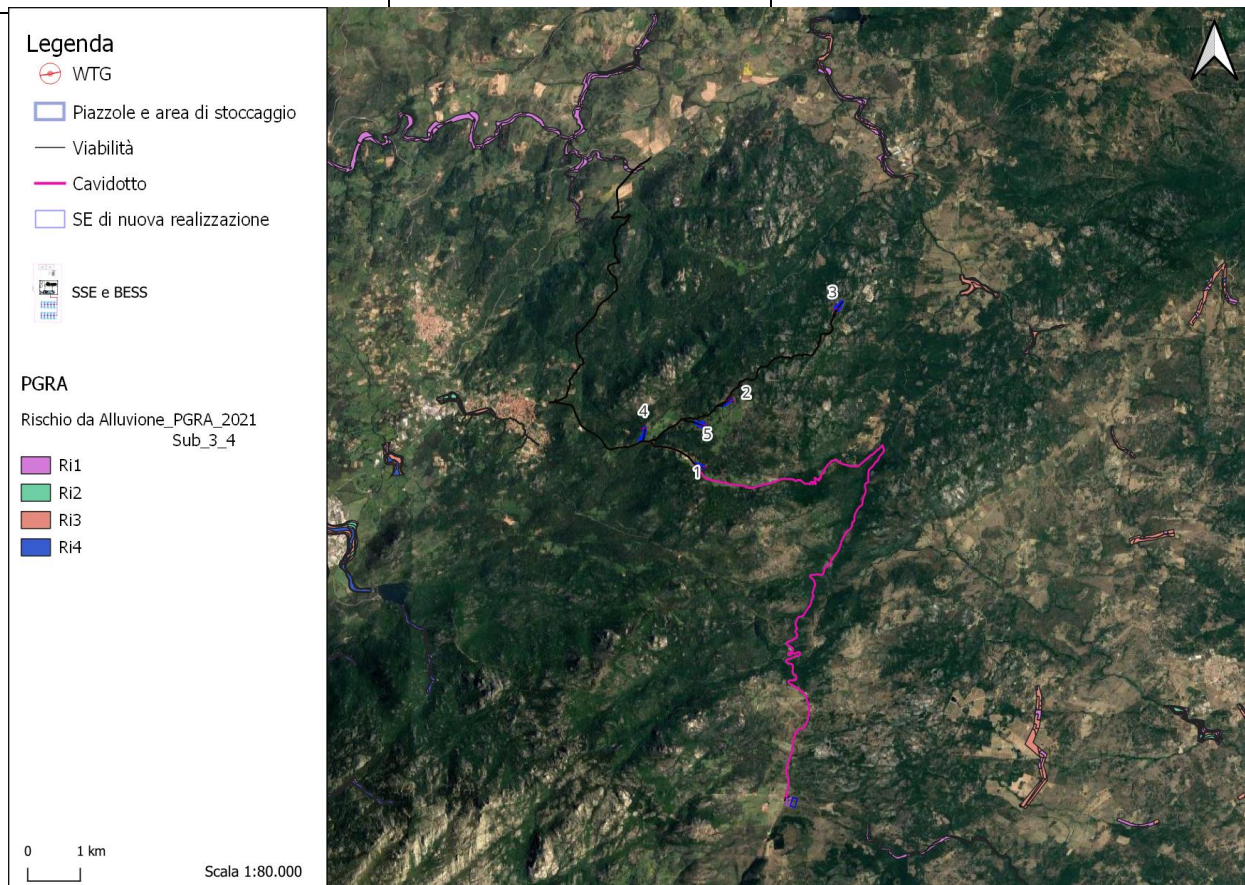 Legenda
WTG
Piazzole e area di stoccaggio
Viabilità
Cavidotto
SE di nuova realizzazione
SSE e BESS
PGRA
Rischio da Alluvione_PGRA_2021
Sub_3_4
Ri1
Ri2
Ri3
Ri4
0 1 km
Scala 1:80.000
3
2
4
5
1